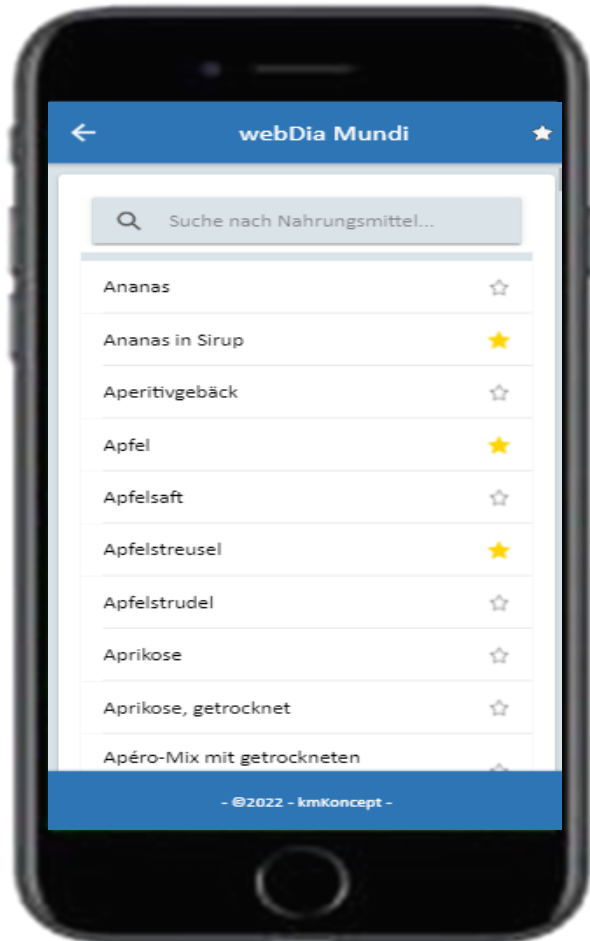 webDia Mundi
Suche nach Nahrungsmittel...
Ananas
Ananas in Sirup
Aperitivgebäck
Apfel
Apfelsaft
Apfelstreusel
Apfelstrudel
Aprikose
Aprikose, getrocknet
Apéro-Mix mit getrockneten
- ©2022 - kmKoncept -